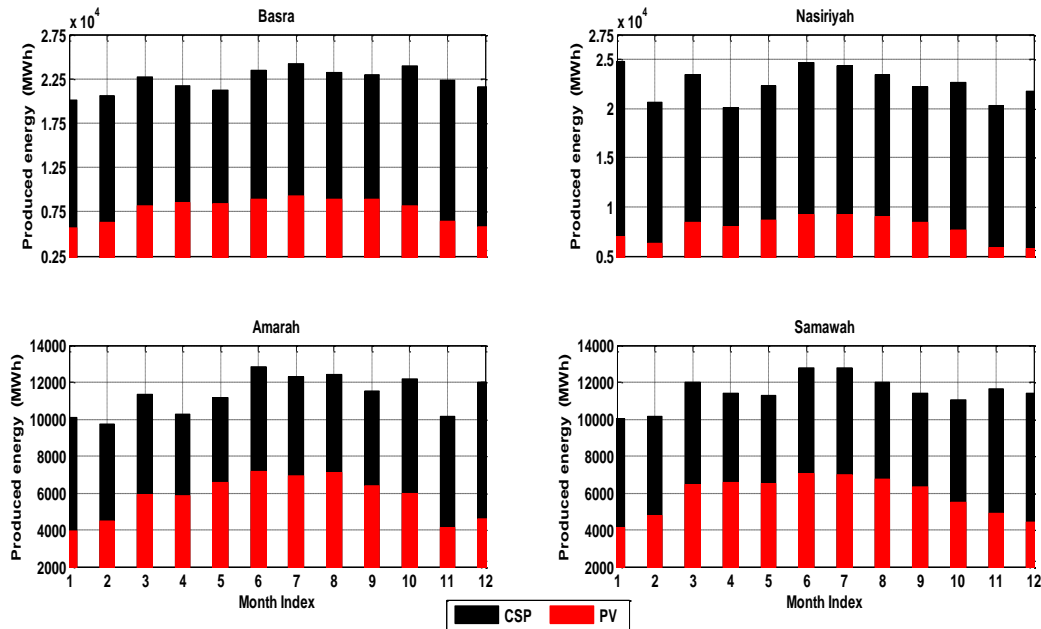 x 10⁴ Basra
Produced energy (MWh)
2.75
2.25
1.75
1.25
0.75
0.25
x 10⁴ Nasiriyah
Produced energy (MWh)
2.75
2.5
2
1.5
1
0.5
Amarah
Produced energy (MWh)
14000
12000
10000
8000
6000
4000
2000
1 2 3 4 5 6 7 8 9 10 11 12
Month Index
Samawah
Produced energy (MWh)
14000
12000
10000
8000
6000
4000
2000
1 2 3 4 5 6 7 8 9 10 11 12
Month Index
CSP PV